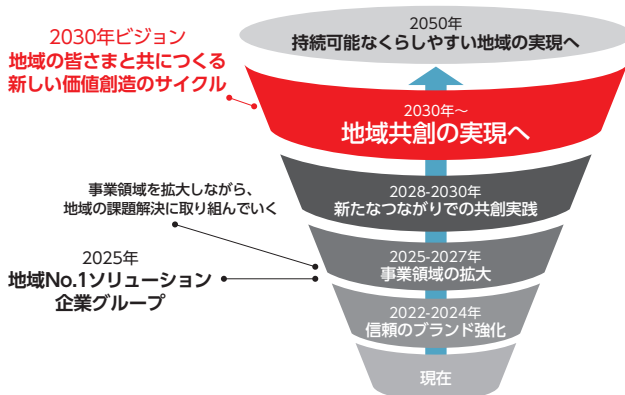 2050年
持続可能なくらしやすい地域の実現へ
2030年ビジョン
地域の皆さまと共につくる
新しい価値創造のサイクル
2030年～
地域共創の実現へ
事業領域を拡大しながら、
地域の課題解決に取り組んでいく
2028-2030年
新たなつながりでの共創実践
2025年
地域No.1ソリューション
企業グループ
2025-2027年
事業領域の拡大
2022-2024年
信頼のブランド強化
現在